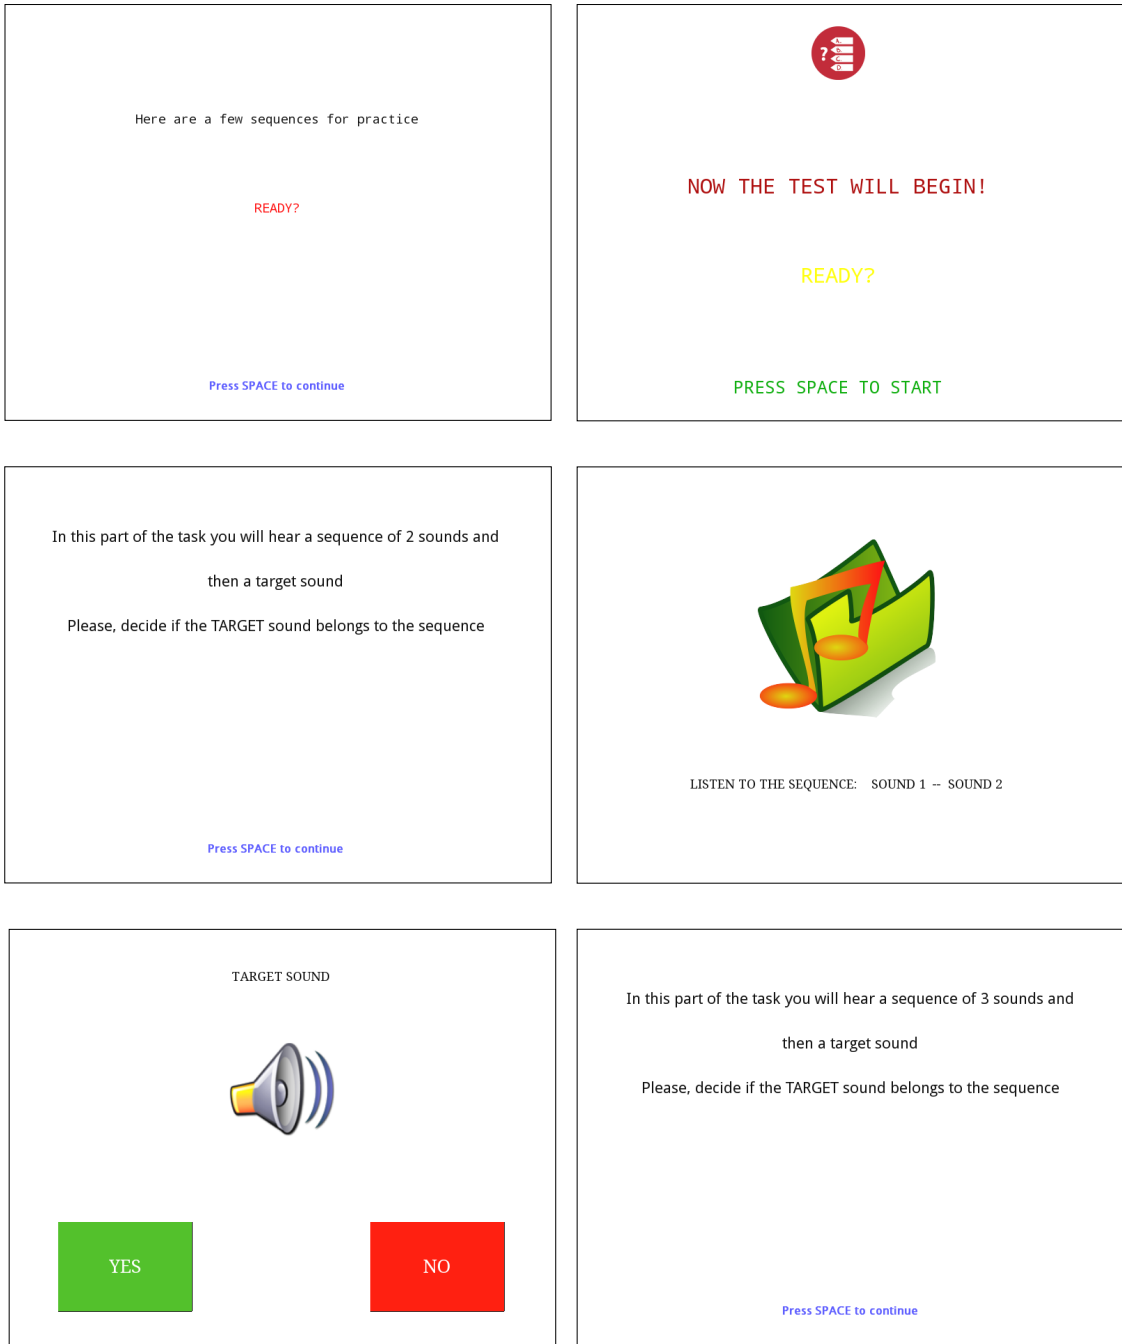 Here are a few sequences for practice
READY?
Press SPACE to continue
?
A.
B.
C.
D
NOW THE TEST WILL BEGIN!
READY?
PRESS SPACE TO START
In this part of the task you will hear a sequence of 2 sounds and
then a target sound
Please, decide if the TARGET sound belongs to the sequence
Press SPACE to continue
LISTEN TO THE SEQUENCE: SOUND 1 -- SOUND 2
TARGET SOUND
YES
NO
In this part of the task you will hear a sequence of 3 sounds and
then a target sound
Please, decide if the TARGET sound belongs to the sequence
Press SPACE to continue